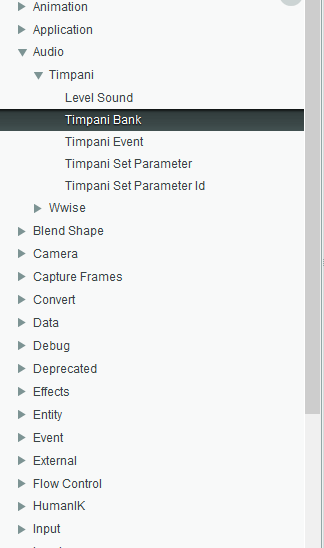 Animation
Application
Audio
Timpani
Level Sound
Timpani Bank
Timpani Event
Timpani Set Parameter
Timpani Set Parameter Id
Wwise
Blend Shape
Camera
Capture Frames
Convert
Data
Debug
Deprecated
Effects
Entity
Event
External
Flow Control
HumanIK
Input